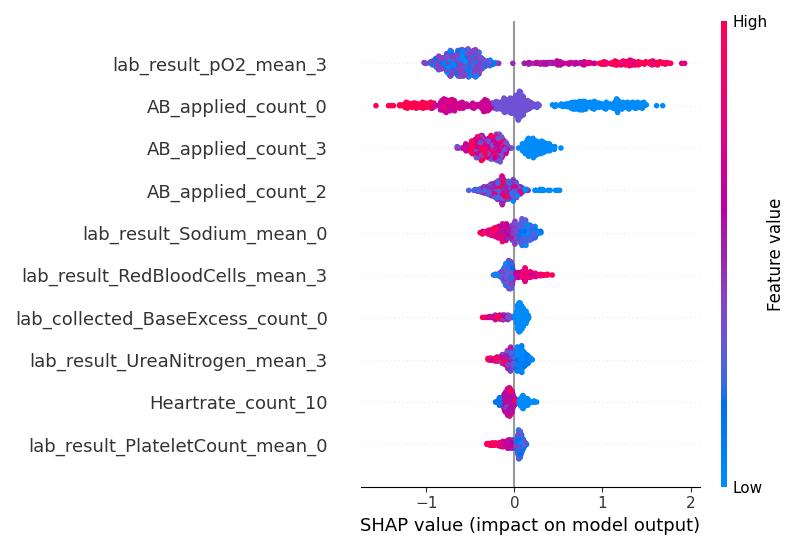 High
lab_result_pO2_mean_3
AB_applied_count_0
AB_applied_count_3
AB_applied_count_2
lab_result_Sodium_mean_0
lab_result_RedBloodCells_mean_3
lab_collected_BaseExcess_count_0
lab_result_UreaNitrogen_mean_3
Heartrate_count_10
lab_result_PlateletCount_mean_0
Feature value
Low
−1 0 1 2
SHAP value (impact on model output)